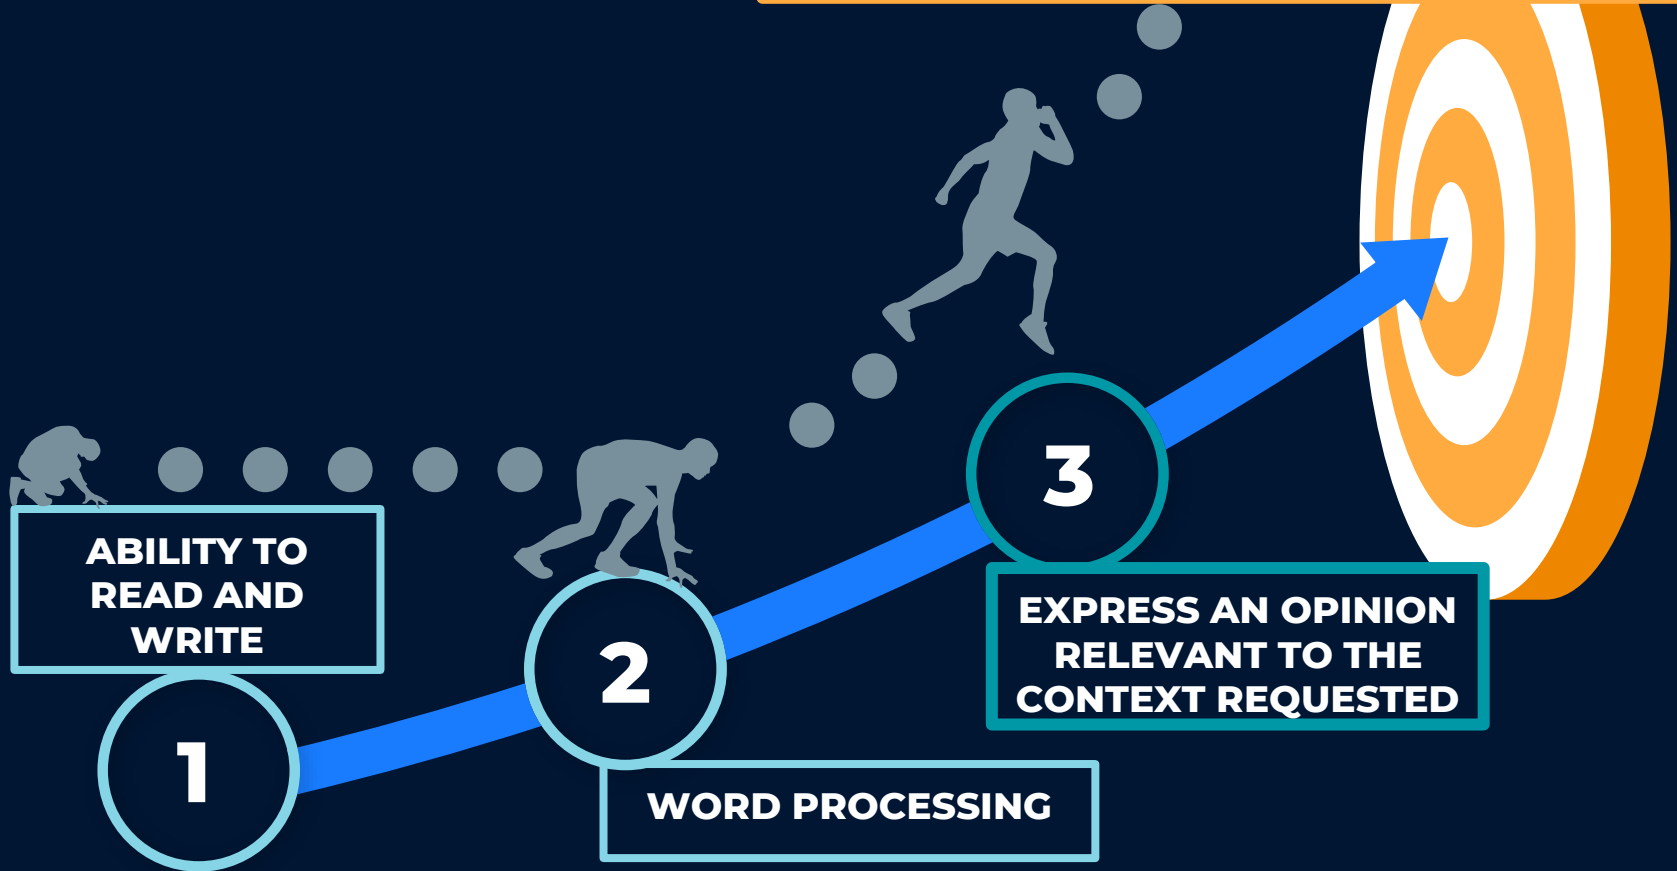 ABILITY TO
READ AND
WRITE
1
2
WORD PROCESSING
3
EXPRESS AN OPINION
RELEVANT TO THE
CONTEXT REQUESTED